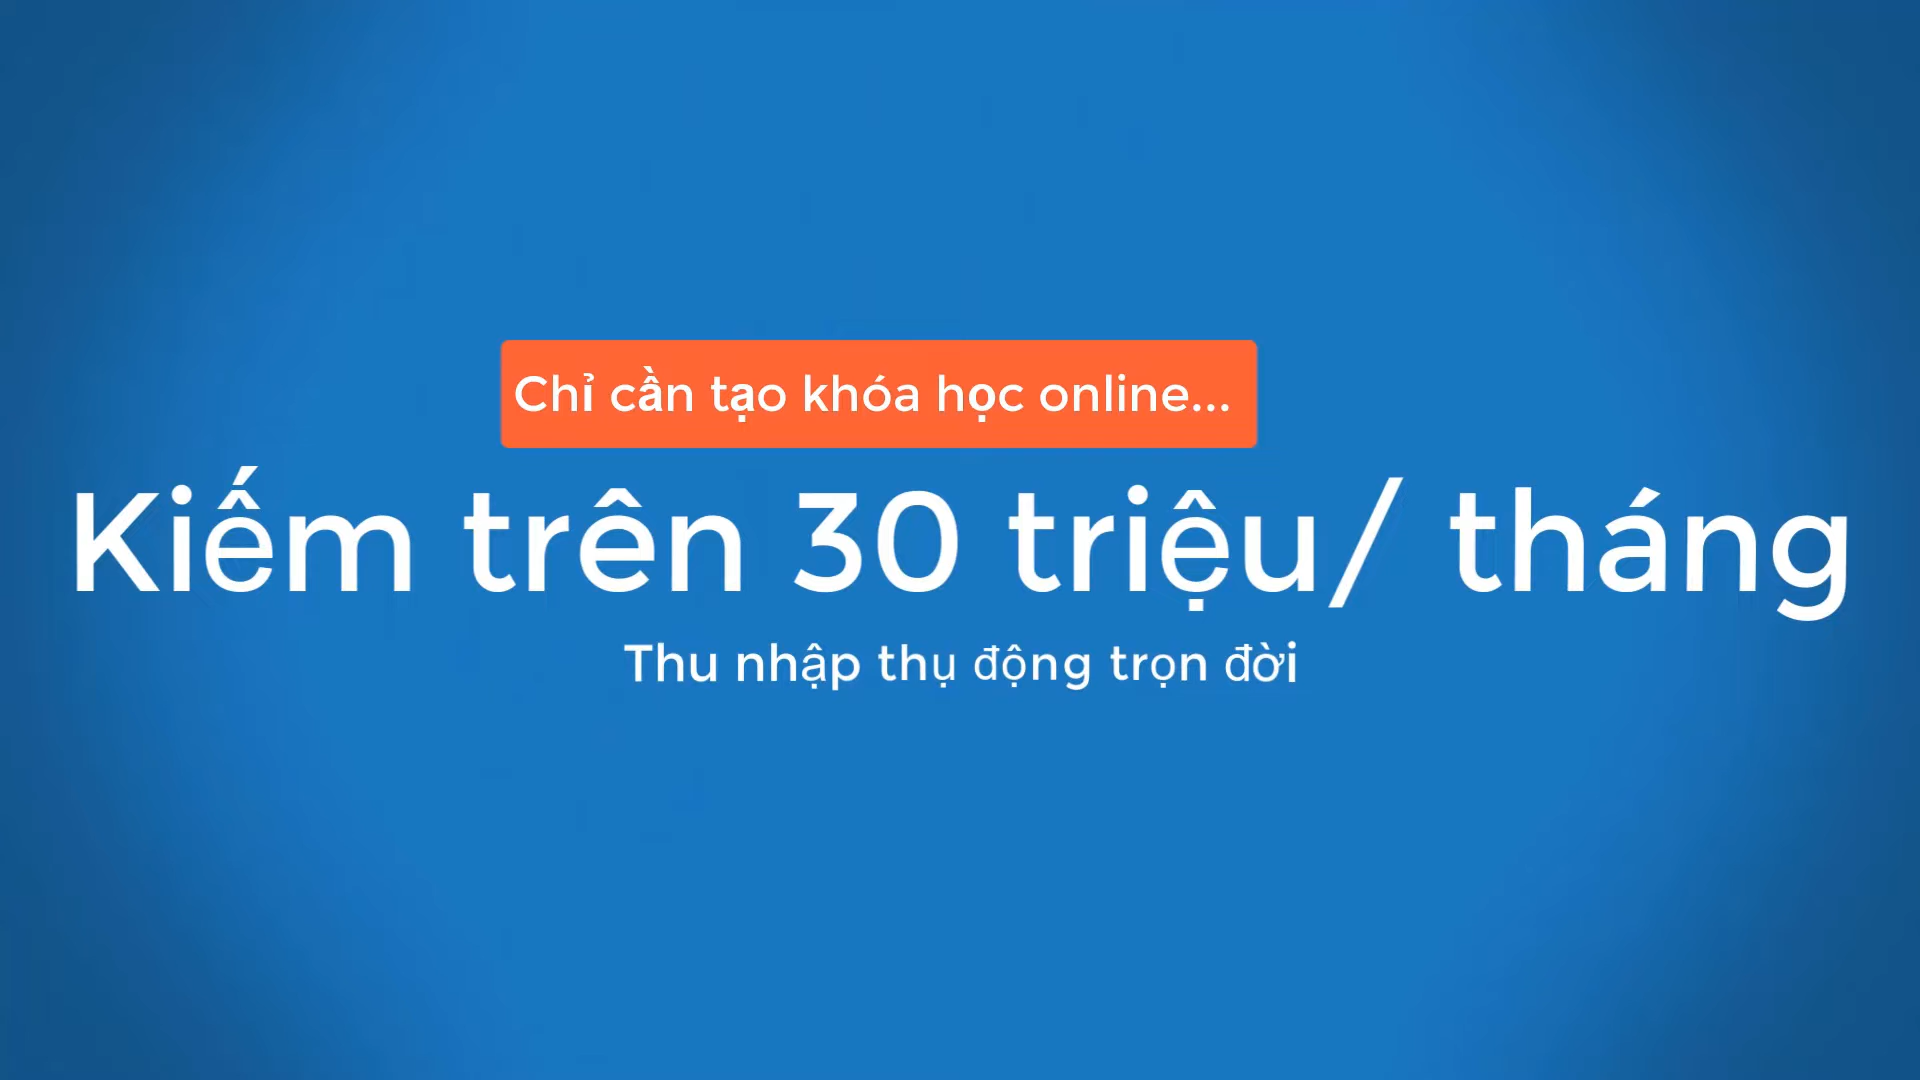 Chỉ cần tạo khóa học online...
Kiếm trên 30 triệu/ tháng
Thu nhập thụ động trọn đời